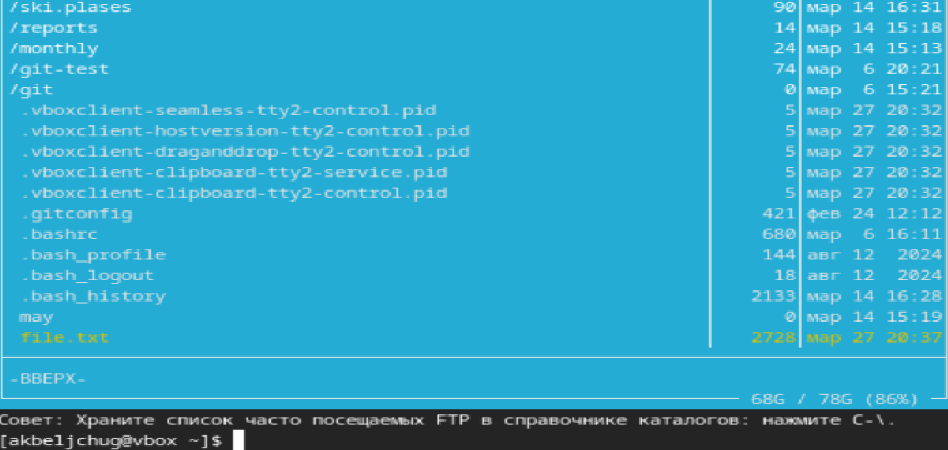 /ski.plases 90 мар 14 16:31
/reports 14 мар 14 15:18
/monthly 24 мар 14 15:13
/git-test 74 мар 6 20:21
/git 0 мар 6 15:21
.vboxclient-seamless-tty2-control.pid 5 мар 27 20:32
.vboxclient-hostversion-tty2-control.pid 5 мар 27 20:32
.vboxclient-draganddrop-tty2-control.pid 5 мар 27 20:32
.vboxclient-clipboard-tty2-service.pid 5 мар 27 20:32
.vboxclient-clipboard-tty2-control.pid 5 мар 27 20:32
.gitconfig 421 фев 24 12:12
.bashrc 680 мар 6 16:11
.bash_profile 144 авг 12 2024
.bash_logout 18 авг 12 2024
.bash_history 2133 мар 14 16:28
may 0 мар 14 15:19
file.txt 2728 мар 27 20:37
-ВВЕРХ-
68G / 78G (86%)
Совет: Храните список часто посещаемых FTP в справочнике каталогов: нажмите C-\.
[akbeljchug@vbox ~]$